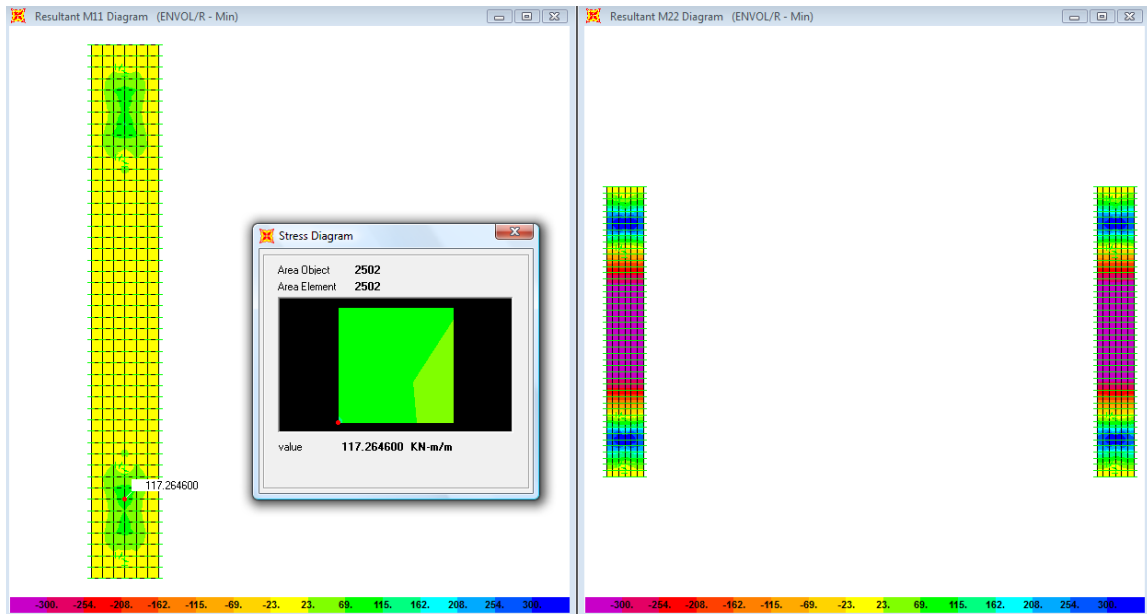 Resultant M11 Diagram (ENVOL/R - Min)
Resultant M22 Diagram (ENVOL/R - Min)
Stress Diagram
Area Object 2502
Area Element 2502
value 117.264600 KN-m/m
117.264600
-300. -254. -208. -162. -115. -69. -23. 23. 69. 115. 162. 208. 254. 300.
-300. -254. -208. -162. -115. -69. -23. 23. 69. 115. 162. 208. 254. 300.